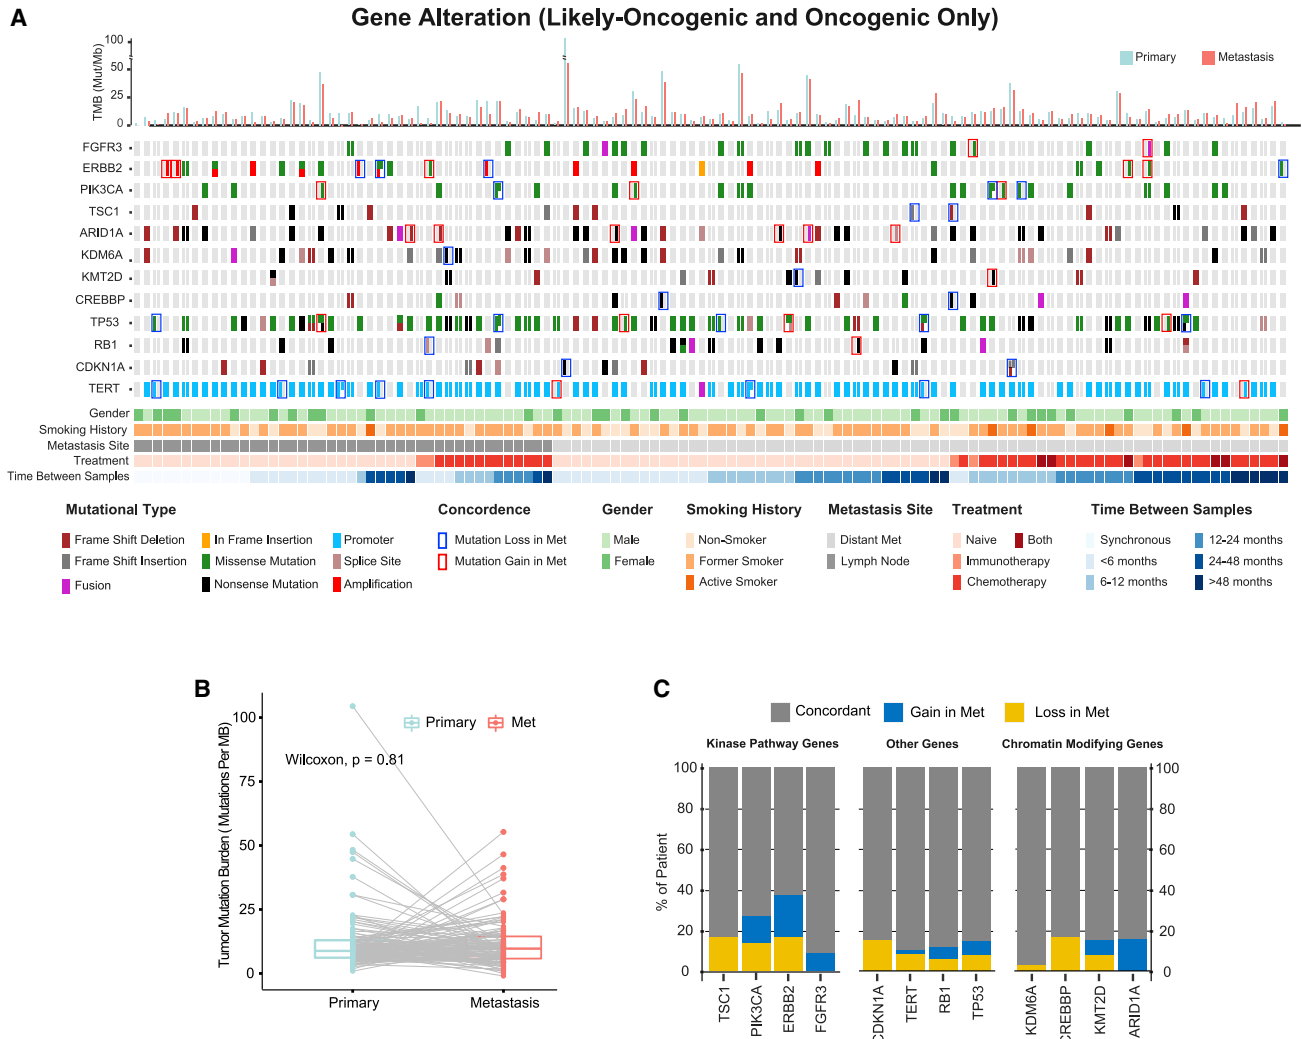 A
Gene Alteration (Likely-Oncogenic and Oncogenic Only)
TMB (Mut/Mb)
100
50
25
0
Primary
Metastasis
FGFR3
ERBB2
PIK3CA
TSC1
ARID1A
KDM6A
KMT2D
CREBBP
TP53
RB1
CDKN1A
TERT
Gender
Smoking History
Metastasis Site
Treatment
Time Between Samples
Mutational Type
Frame Shift Deletion
Frame Shift Insertion
Fusion
In Frame Insertion
Missense Mutation
Nonsense Mutation
Promoter
Splice Site
Amplification
Concordence
Mutation Loss in Met
Mutation Gain in Met
Gender
Male
Female
Smoking History
Non-Smoker
Former Smoker
Active Smoker
Metastasis Site
Distant Met
Lymph Node
Treatment
Naive
Both
Immunotherapy
Chemotherapy
Time Between Samples
Synchronous
<6 months
6-12 months
12-24 months
24-48 months
>48 months
B
Tumor Mutation Burden ( Mutations Per MB)
100
75
50
25
0
Primary
Met
Wilcoxon, p = 0.81
Primary
Metastasis
C
Concordant
Gain in Met
Loss in Met
Kinase Pathway Genes
Other Genes
Chromatin Modifying Genes
% of Patient
100
80
60
40
20
0
100
80
60
40
20
0
TSC1
PIK3CA
ERBB2
FGFR3
CDKN1A
TERT
RB1
TP53
KDM6A
CREBBP
KMT2D
ARID1A